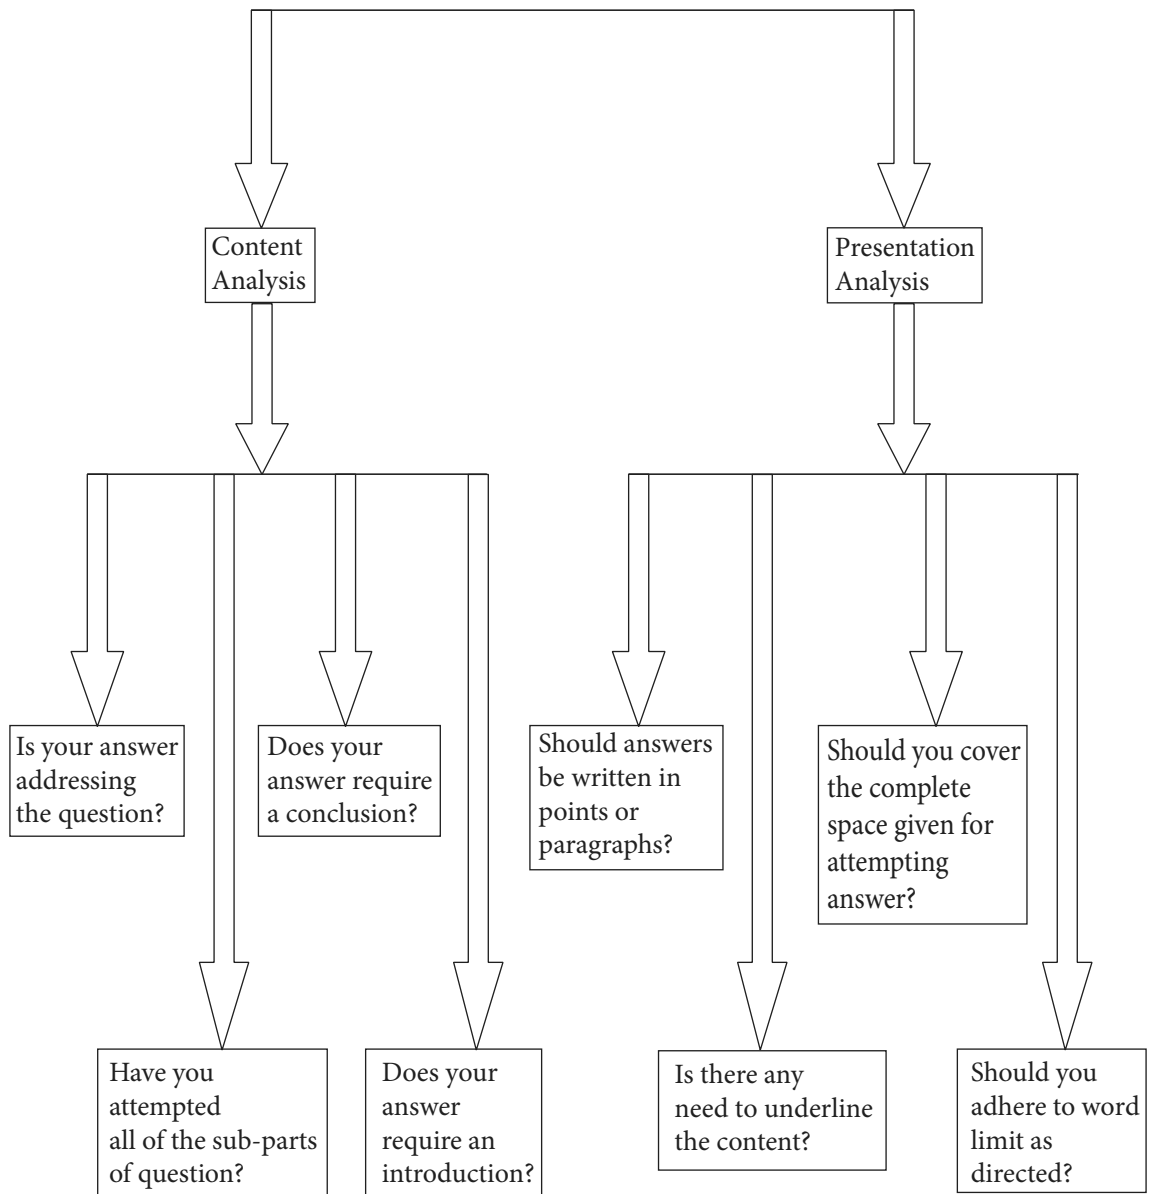 Content
Analysis
Presentation
Analysis
Is your answer
addressing
the question?
Does your
answer require
a conclusion?
Should answers
be written in
points or
paragraphs?
Should you cover
the complete
space given for
attempting
answer?
Have you
attempted
all of the sub-parts
of question?
Does your
answer
require an
introduction?
Is there any
need to underline
the content?
Should you
adhere to word
limit as
directed?